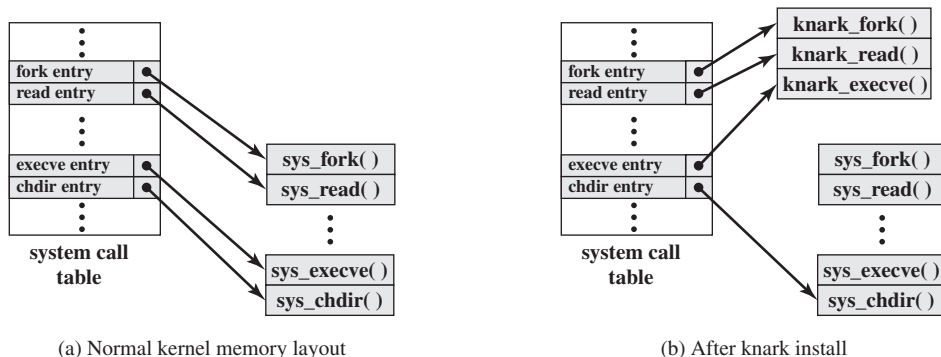 fork entry
read entry
execve entry
chdir entry
system call
table
sys_fork( )
sys_read( )
sys_execve( )
sys_chdir( )
(a) Normal kernel memory layout
fork entry
read entry
execve entry
chdir entry
system call
table
knark_fork( )
knark_read( )
knark_execve( )
sys_fork( )
sys_read( )
sys_execve( )
sys_chdir( )
(b) After knark install